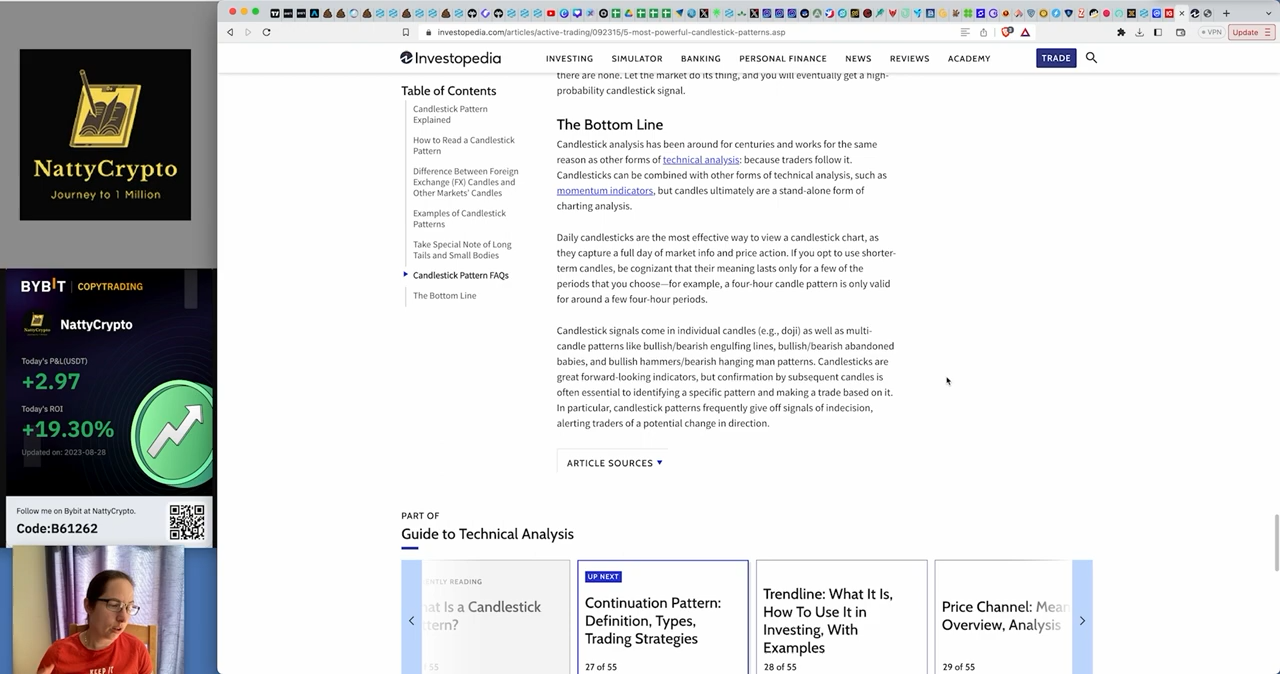 NattyCrypto
Journey to 1 Million
BYBIT | COPYTRADING
NattyCrypto
Today's P&L(USDT)
+2.97
Today's ROI
+19.30%
Updated on: 2023-08-28
Follow me on Bybit at NattyCrypto.
Code:B61262
investopedia.com/articles/active-trading/092315/5-most-powerful-candlestick-patterns.asp
VPN
Update
Investopedia
INVESTING
SIMULATOR
BANKING
PERSONAL FINANCE
NEWS
REVIEWS
ACADEMY
TRADE
Table of Contents
Candlestick Pattern
Explained
How to Read a Candlestick
Pattern
Difference Between Foreign
Exchange (FX) Candles and
Other Markets' Candles
Examples of Candlestick
Patterns
Take Special Note of Long
Tails and Small Bodies
Candlestick Pattern FAQs
The Bottom Line
there are none. Let the market do its thing, and you will eventually get a high-
probability candlestick signal.
The Bottom Line
Candlestick analysis has been around for centuries and works for the same
reason as other forms of technical analysis: because traders follow it.
Candlesticks can be combined with other forms of technical analysis, such as
momentum indicators, but candles ultimately are a stand-alone form of
charting analysis.
Daily candlesticks are the most effective way to view a candlestick chart, as
they capture a full day of market info and price action. If you opt to use shorter-
term candles, be cognizant that their meaning lasts only for a few of the
periods that you choose—for example, a four-hour candle pattern is only valid
for around a few four-hour periods.
Candlestick signals come in individual candles (e.g., doji) as well as multi-
candle patterns like bullish/bearish engulfing lines, bullish/bearish abandoned
babies, and bullish hammers/bearish hanging man patterns. Candlesticks are
great forward-looking indicators, but confirmation by subsequent candles is
often essential to identifying a specific pattern and making a trade based on it.
In particular, candlestick patterns frequently give off signals of indecision,
alerting traders of a potential change in direction.
ARTICLE SOURCES
PART OF
Guide to Technical Analysis
ENTLY READING
at Is a Candlestick
tern?
55
UP NEXT
Continuation Pattern:
Definition, Types,
Trading Strategies
27 of 55
Trendline: What It Is,
How To Use It in
Investing, With
Examples
28 of 55
Price Channel: Mean
Overview, Analysis
29 of 55
KEEP IT